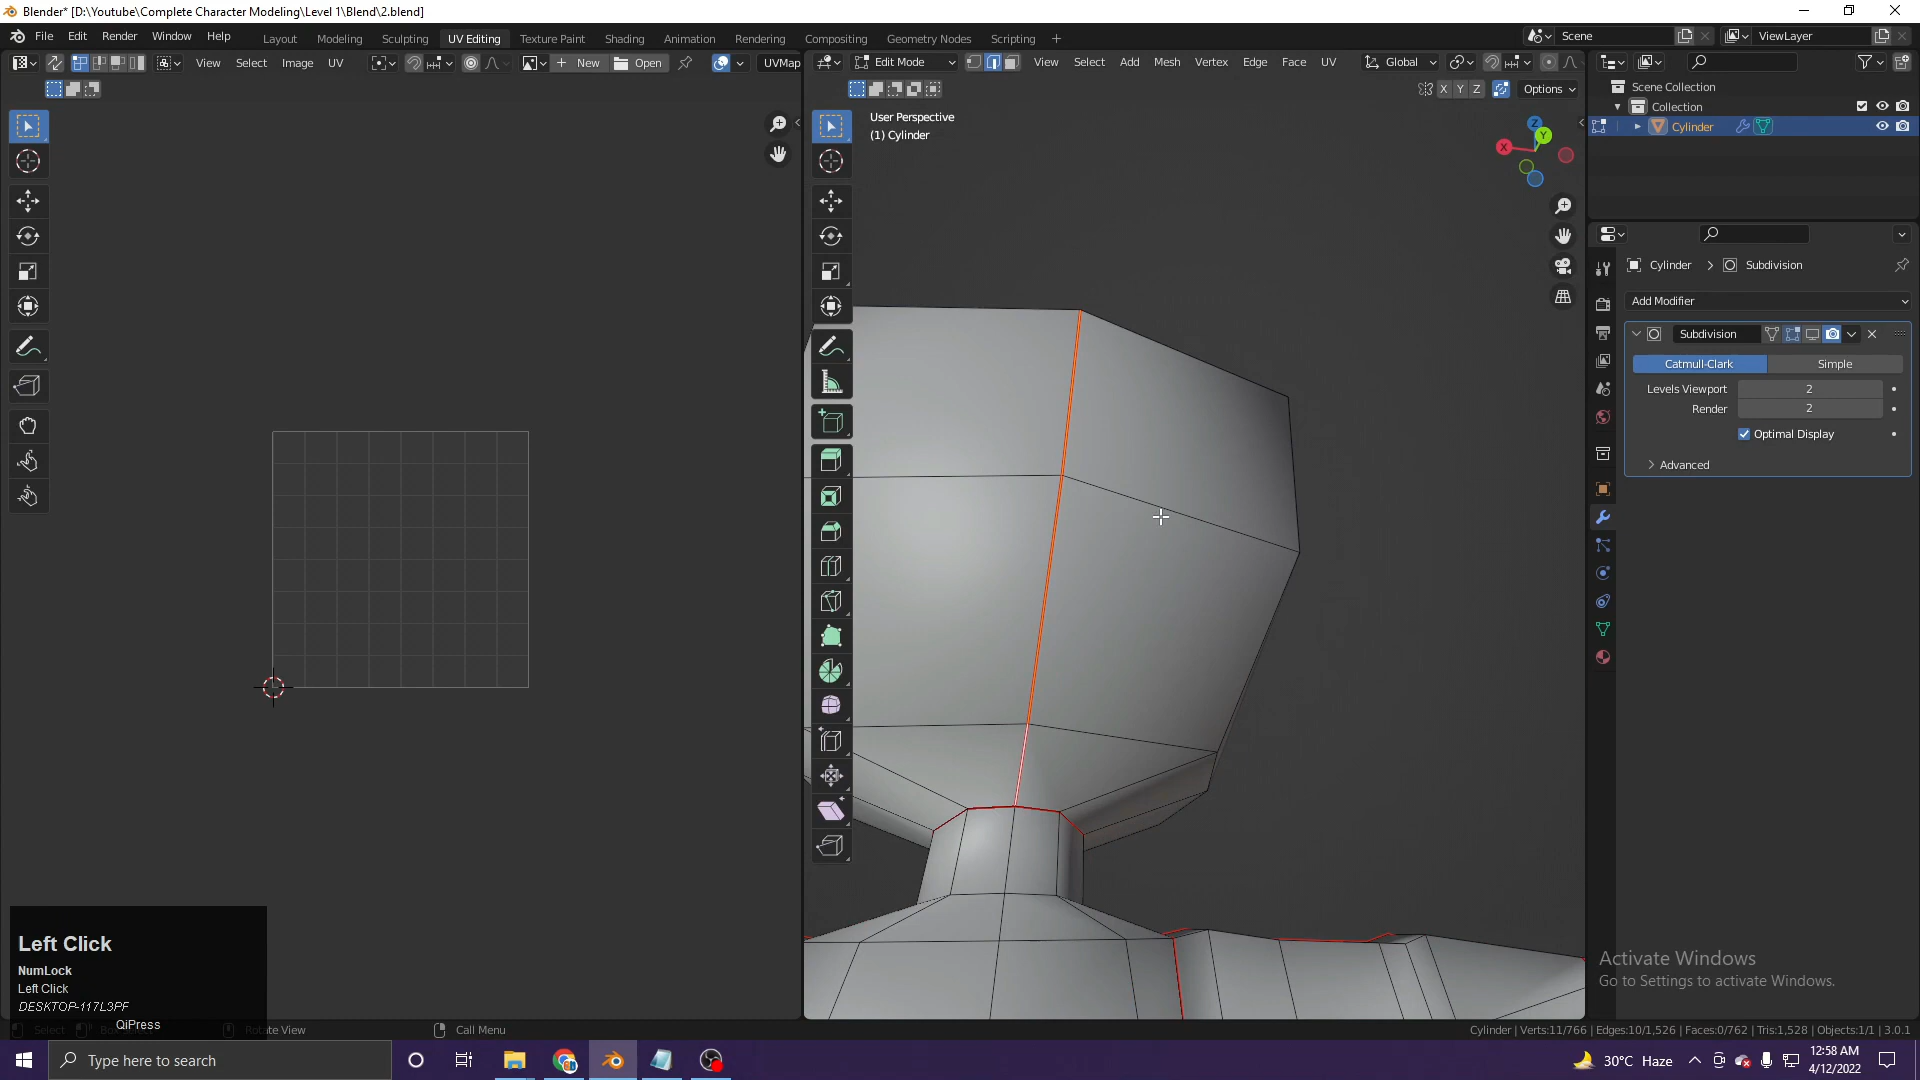 Blender* [D:\Youtube\Complete Character Modeling\Level 1\Blend\2.blend]
File Edit Render Window Help
Layout Modeling Sculpting UV Editing Texture Paint Shading Animation Rendering Compositing Geometry Nodes Scripting
Scene
ViewLayer
View Select Image UV
New Open
UVMap
Edit Mode
View Select Add Mesh Vertex Edge Face UV
Global
X Y Z
Options
User Perspective
(1) Cylinder
Z
Y
X
Scene Collection
Collection
Cylinder
Cylinder Subdivision
Add Modifier
Subdivision
Catmull-Clark Simple
Levels Viewport 2
Render 2
Optimal Display
Advanced
Left Click
NumLock
Left Click
DESKTOP-117L3PF
QiPress
Select
Rotate View
Call Menu
Activate Windows
Go to Settings to activate Windows.
Cylinder | Verts:11/766 | Edges:10/1,526 | Faces:0/762 | Tris:1,528 | Objects:1/1 | 3.0.1
Type here to search
30°C Haze
12:58 AM
4/12/2022